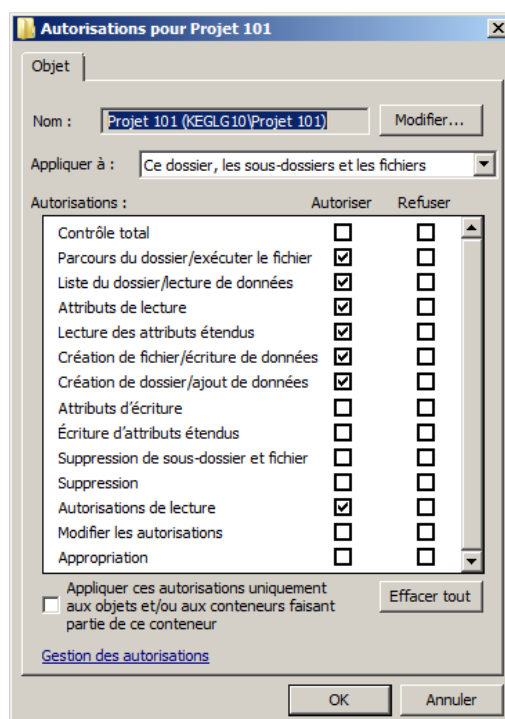 Autorisations pour Projet 101
Objet
Nom : Projet 101 (KEGLG10\Projet 101) Modifier...
Appliquer à : Ce dossier, les sous-dossiers et les fichiers
Autorisations : Autoriser Refuser
Contrôle total
Parcours du dossier/exécuter le fichier
Liste du dossier/lecture de données
Attributs de lecture
Lecture des attributs étendus
Création de fichier/écriture de données
Création de dossier/ajout de données
Attributs d'écriture
Écriture d'attributs étendus
Suppression de sous-dossier et fichier
Suppression
Autorisations de lecture
Modifier les autorisations
Appropriation
Appliquer ces autorisations uniquement
aux objets et/ou aux conteneurs faisant
partie de ce conteneur
Effacer tout
Gestion des autorisations
OK Annuler